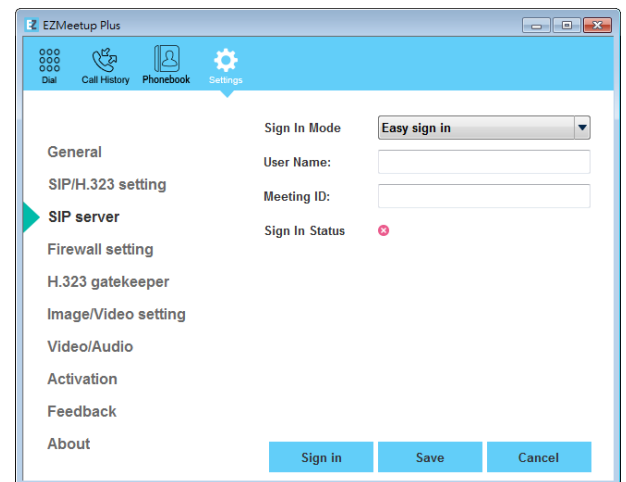 EZ EZMeetup Plus
Dial Call History Phonebook Settings
Sign In Mode Easy sign in
General
User Name:
SIP/H.323 setting
Meeting ID:
SIP server
Sign In Status
Firewall setting
H.323 gatekeeper
Image/Video setting
Video/Audio
Activation
Feedback
About
Sign in Save Cancel